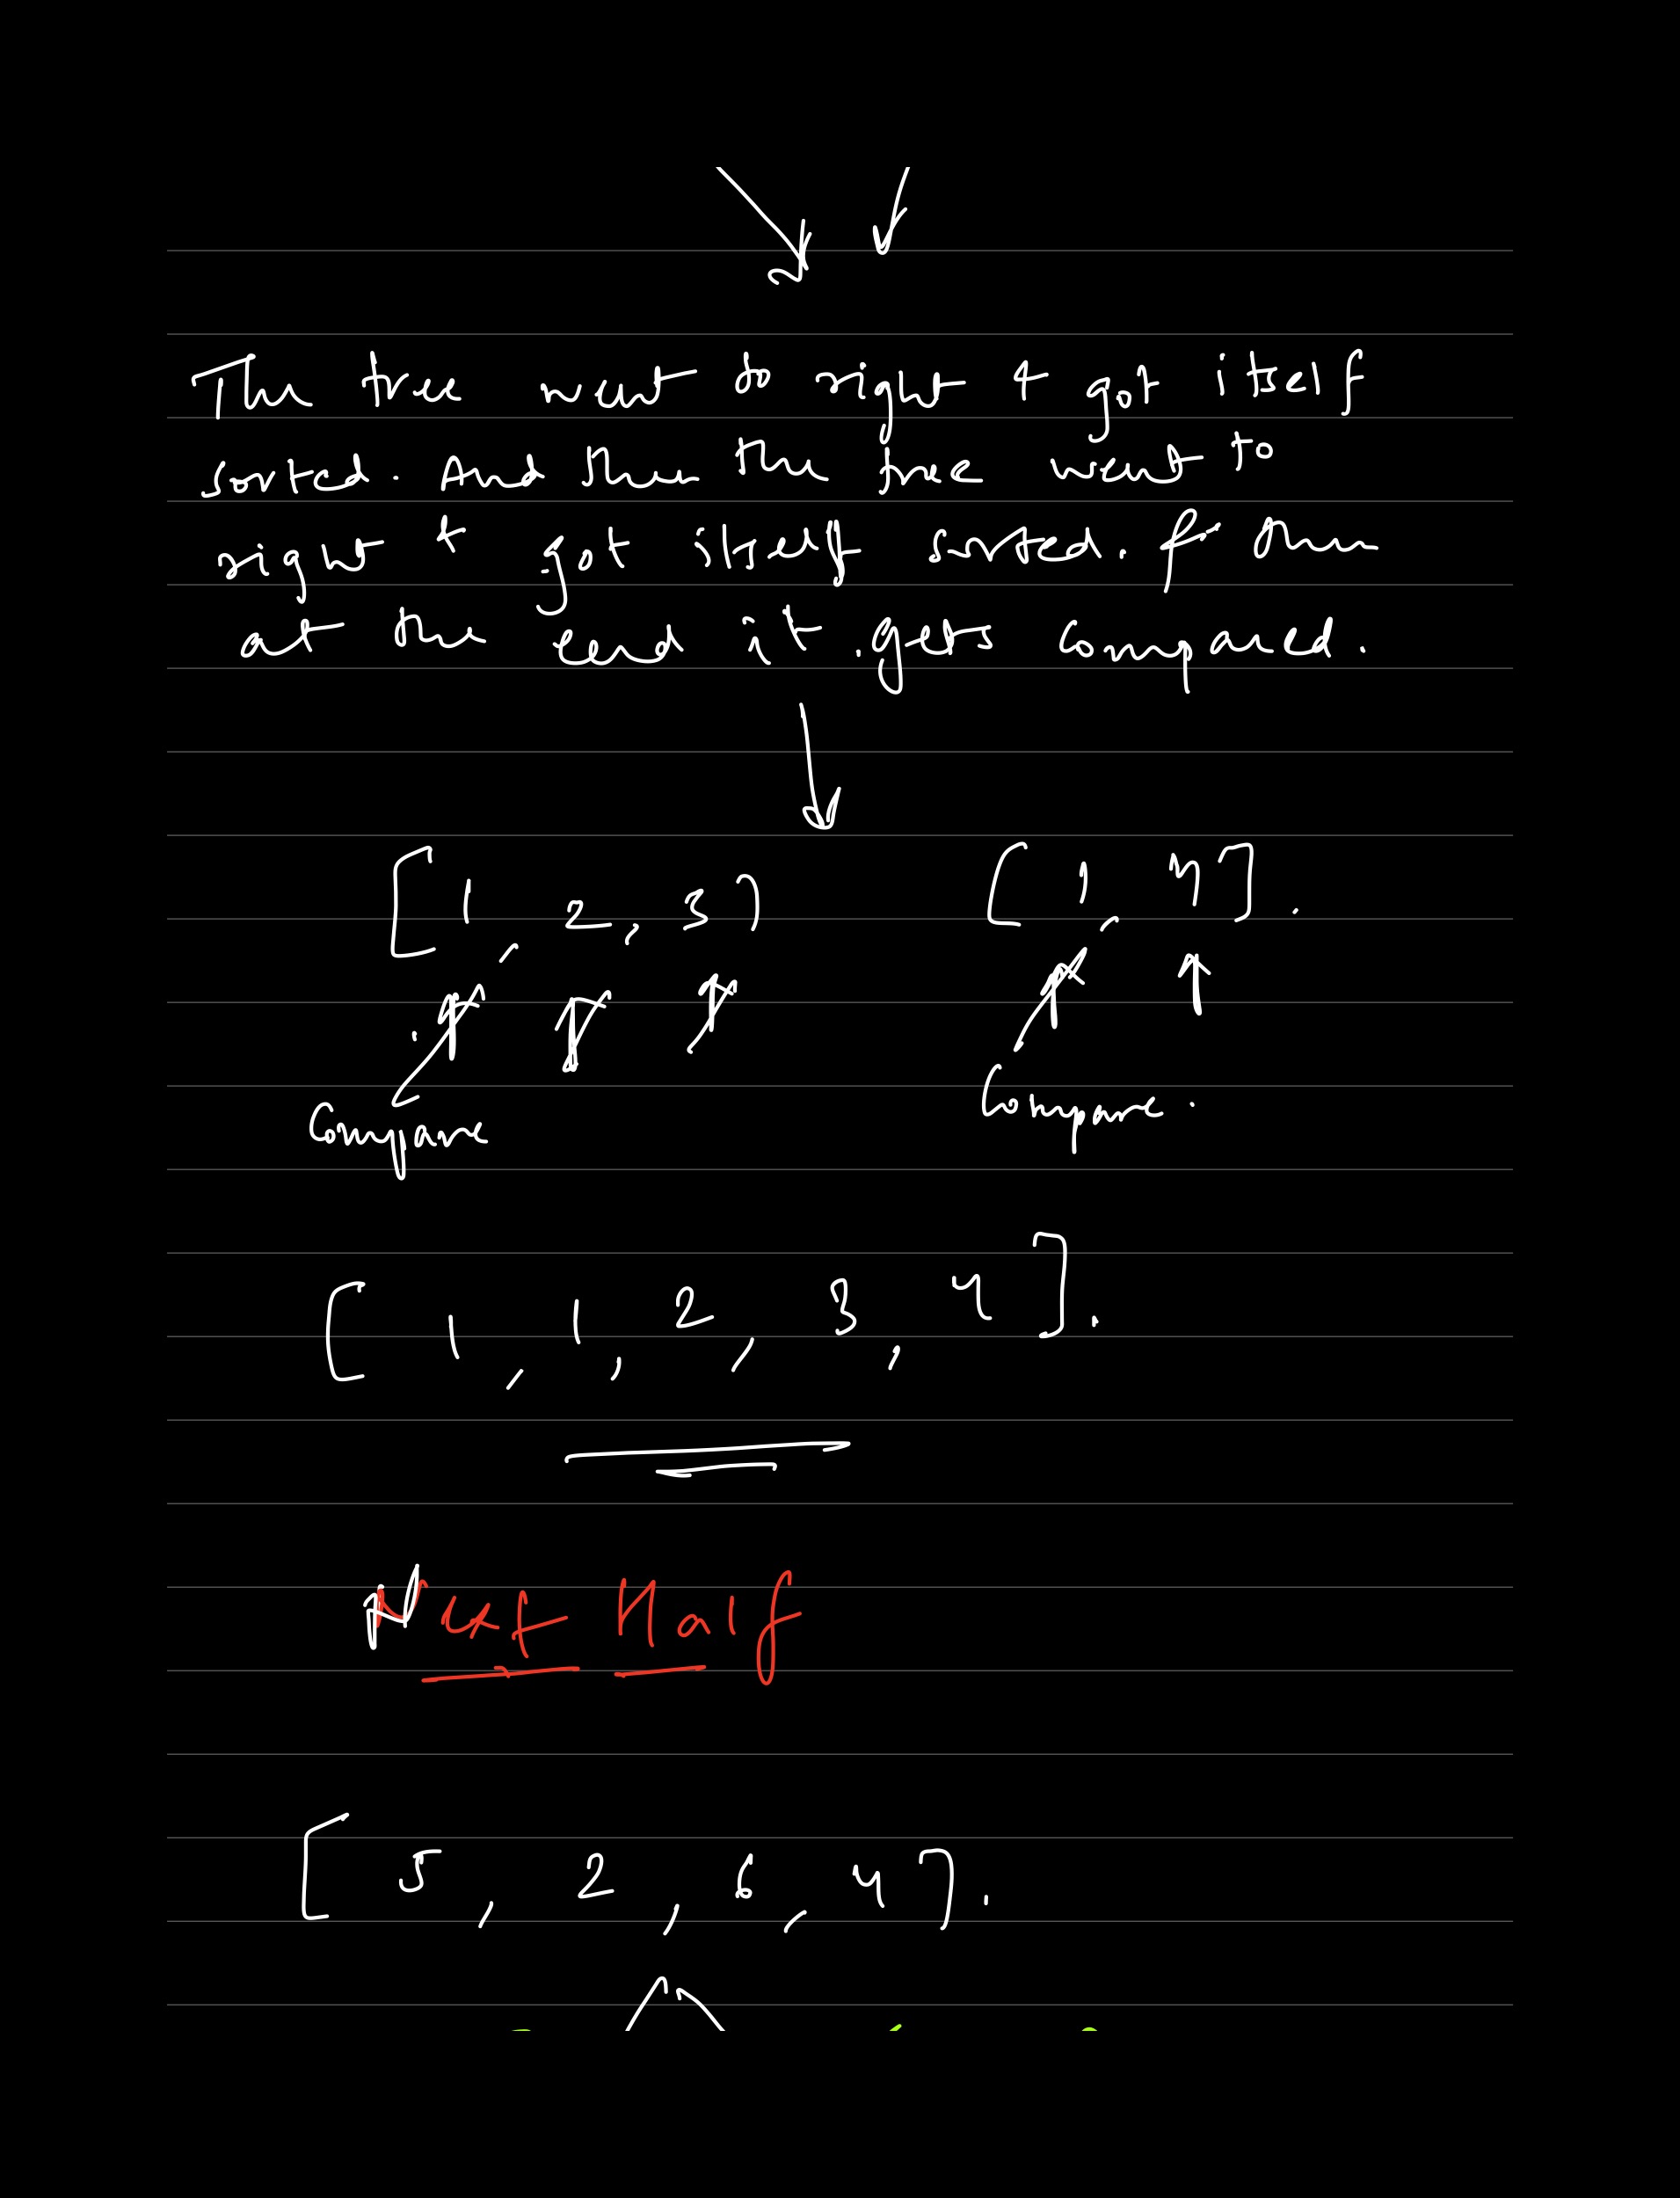 The tree went to right & got itself
sorted. And then the tree went to
right & got itself sorted. & then
at the end it gets compared.
[1, 2, 3] [1, 4].
Compare Compare.
[1, 1, 2, 3, 4].
Next Half
[5, 2, 6, 4].